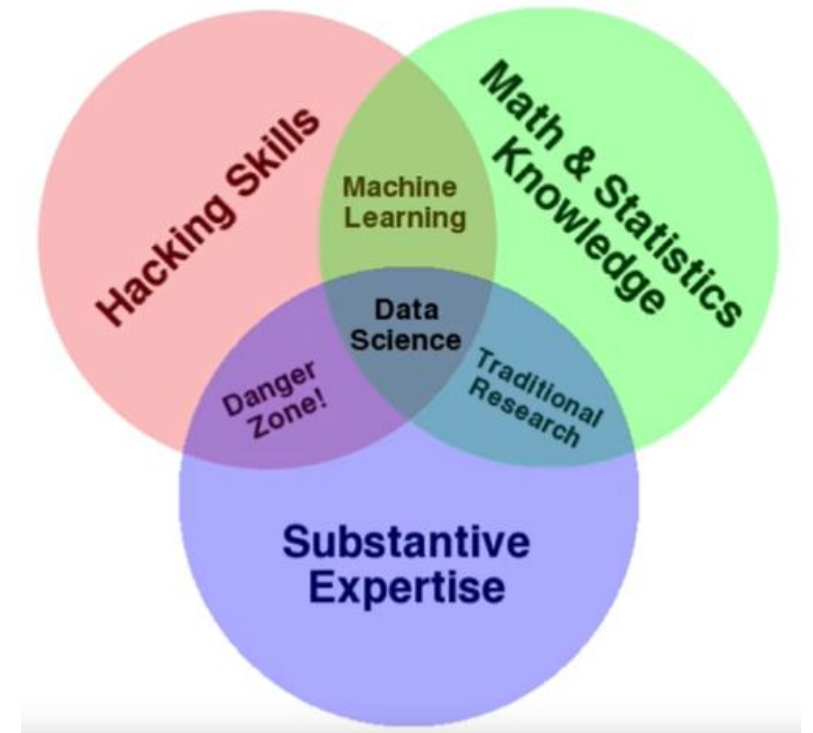 Hacking Skills
Math & Statistics
Knowledge
Machine
Learning
Data
Science
Danger
Zone!
Traditional
Research
Substantive
Expertise